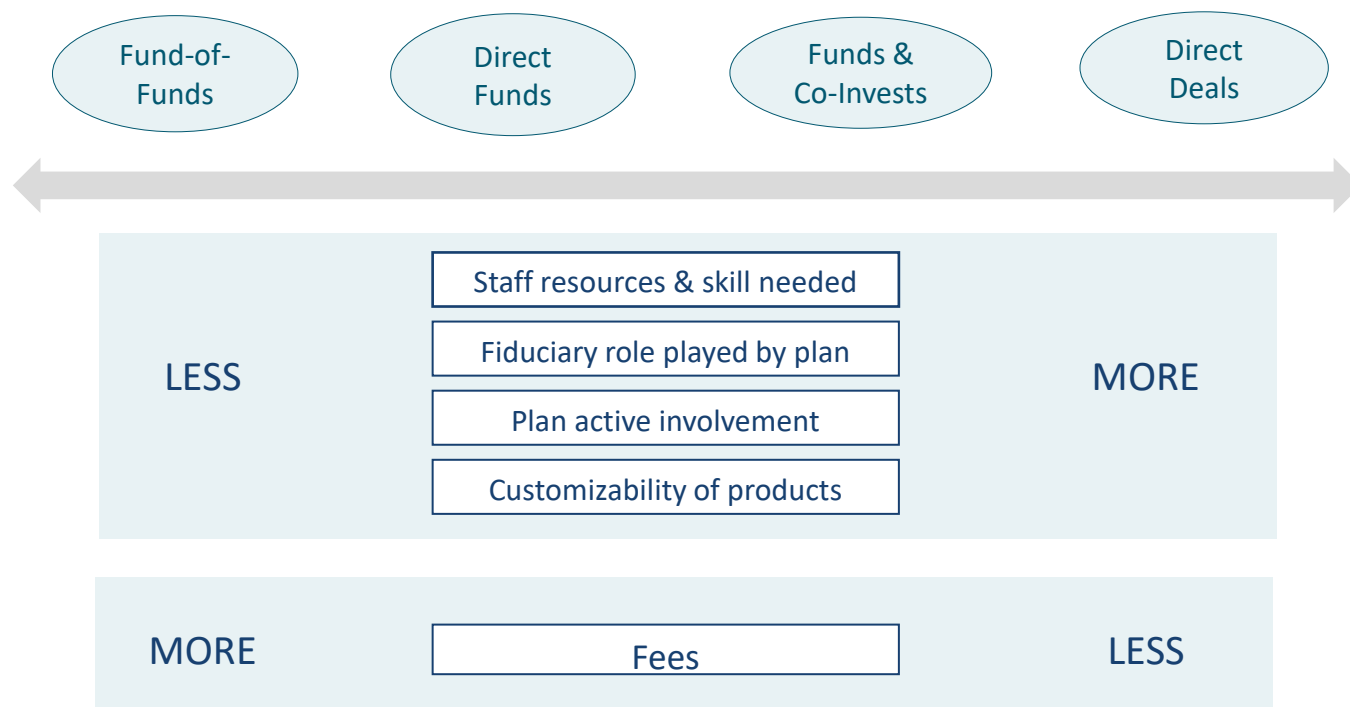 Fund-of-
Funds
Direct
Funds
Funds &
Co-Invests
Direct
Deals
Staff resources & skill needed
Fiduciary role played by plan
LESS
MORE
Plan active involvement
Customizability of products
MORE
Fees
LESS